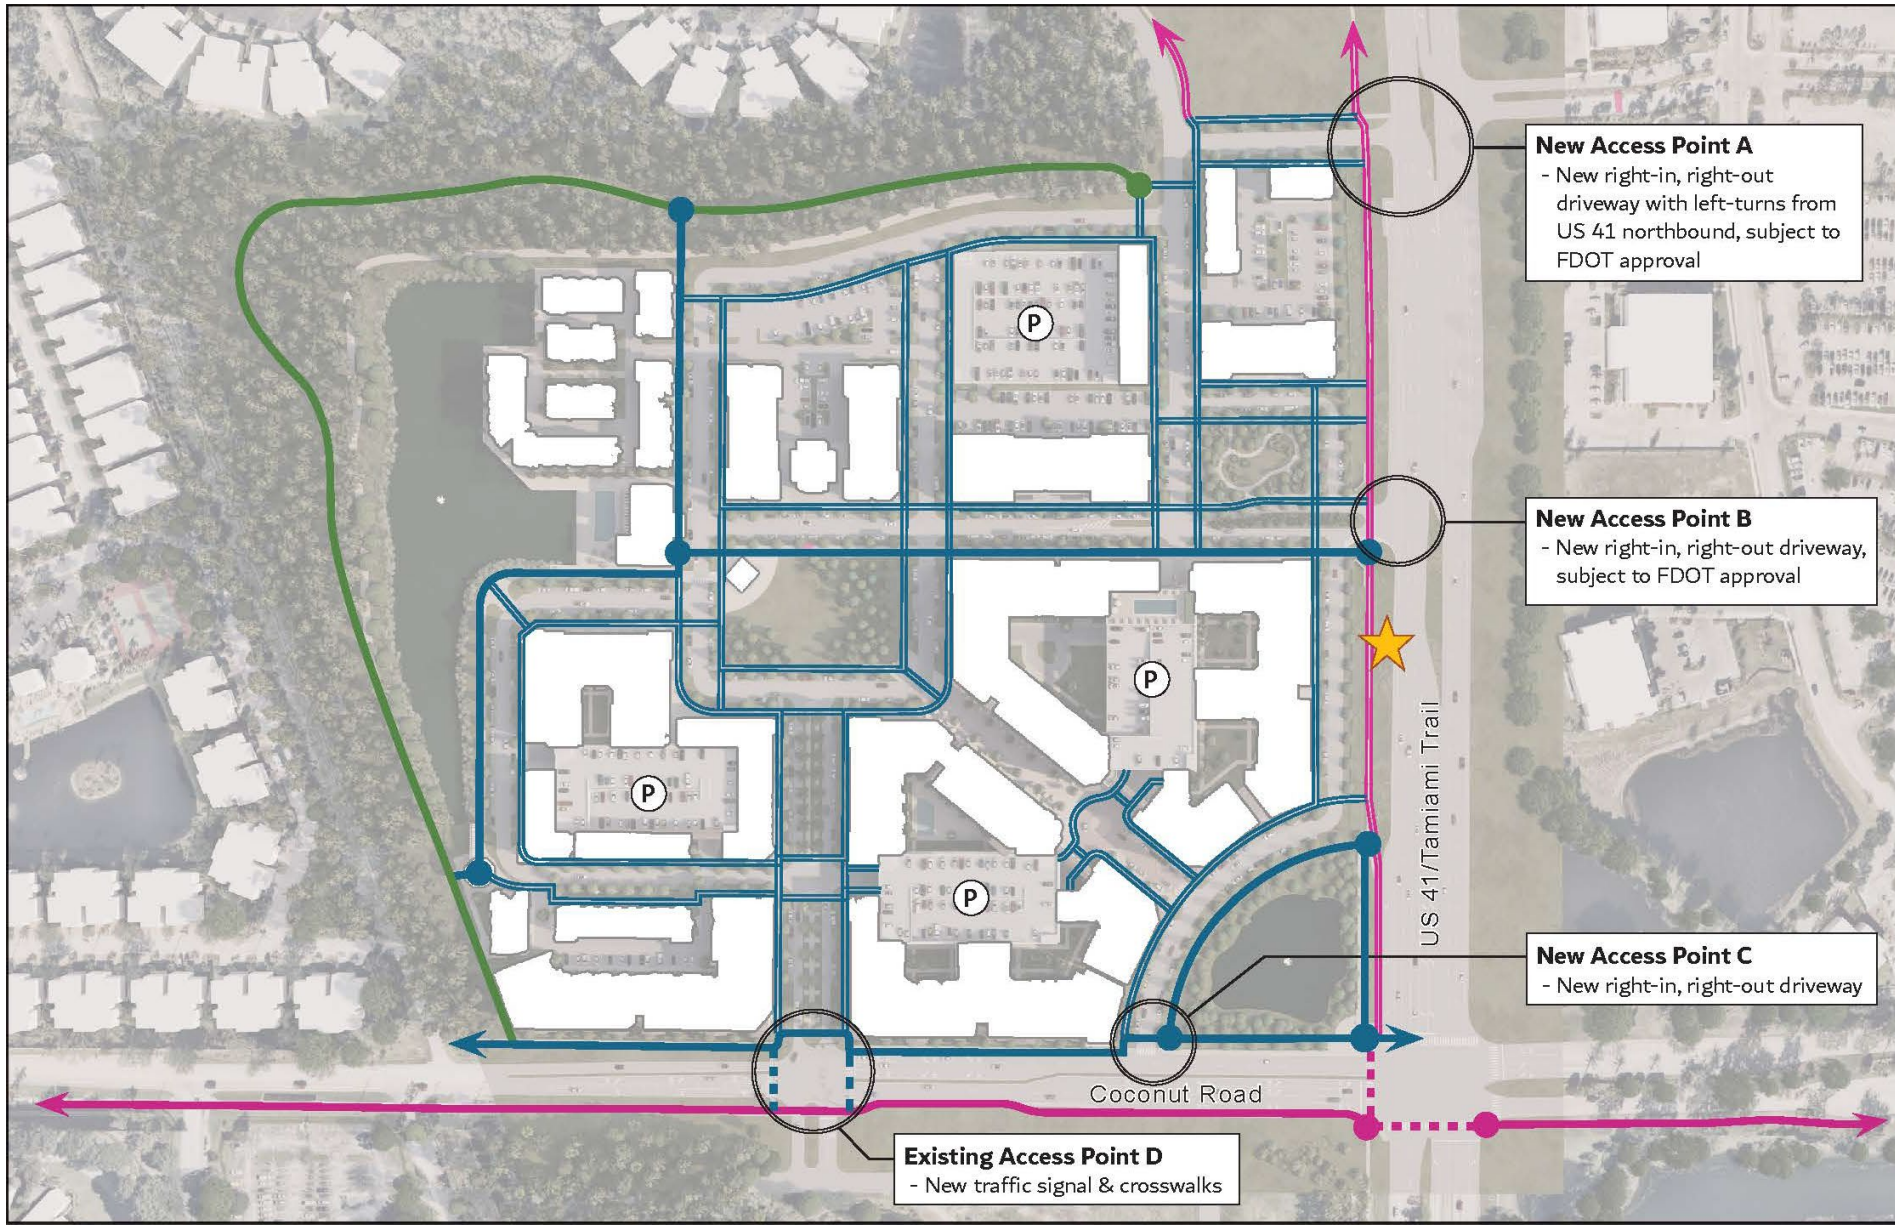 New Access Point A
- New right-in, right-out
driveway with left-turns from
US 41 northbound, subject to
FDOT approval
P
New Access Point B
- New right-in, right-out driveway,
subject to FDOT approval
P
US 41/Tamiami Trail
P
P
New Access Point C
- New right-in, right-out driveway
Coconut Road
Existing Access Point D
- New traffic signal & crosswalks